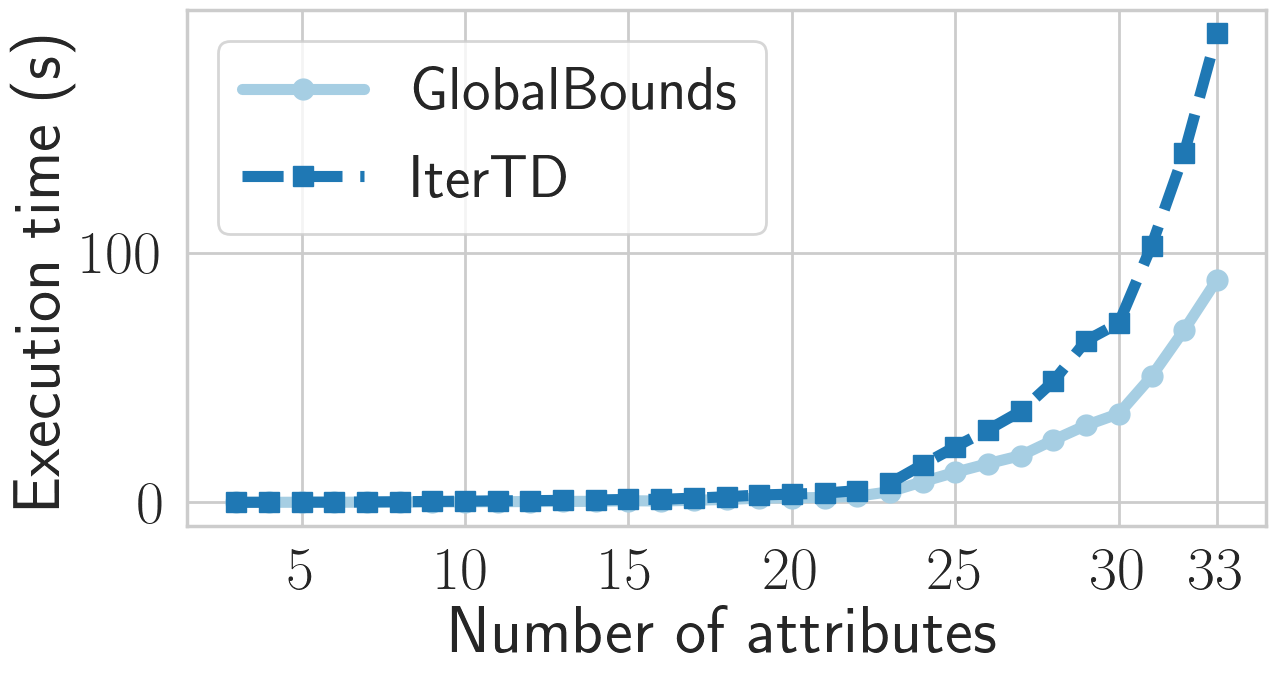 Execution time (s)
GlobalBounds
IterTD
100
0
5 10 15 20 25 30 33
Number of attributes